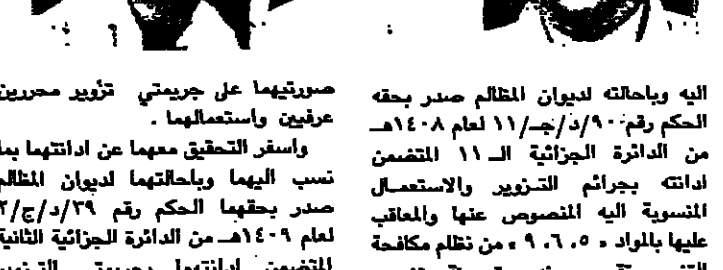 اليه وباحالته لديوان المظالم صدر بحقه
الحكم رقم ٩٠/د/جـ/١١ لعام ١٤٠٨هـ
من الدائرة الجزائية الـ ١١ المتضمن
ادانته بجرائم التزوير والاستعمال
المنسوبة اليه المنصوص عنها والمعاقب
عليها بالمواد « ٥، ٦، ٩ » من نظام مكافحة
صورتيهما على جريمتي تزوير محررين
عرفيين واستعمالهما .
واسفر التحقيق معهما عن ادانتهما بما
نسب اليهما وباحالتهما لديوان المظالم
صدر بحقهما الحكم رقم ٣٩/د/ج/٢
لعام ١٤٠٩هـ من الدائرة الجزائية الثانية
المتضمن ادانتهما بجريمتي التزوير